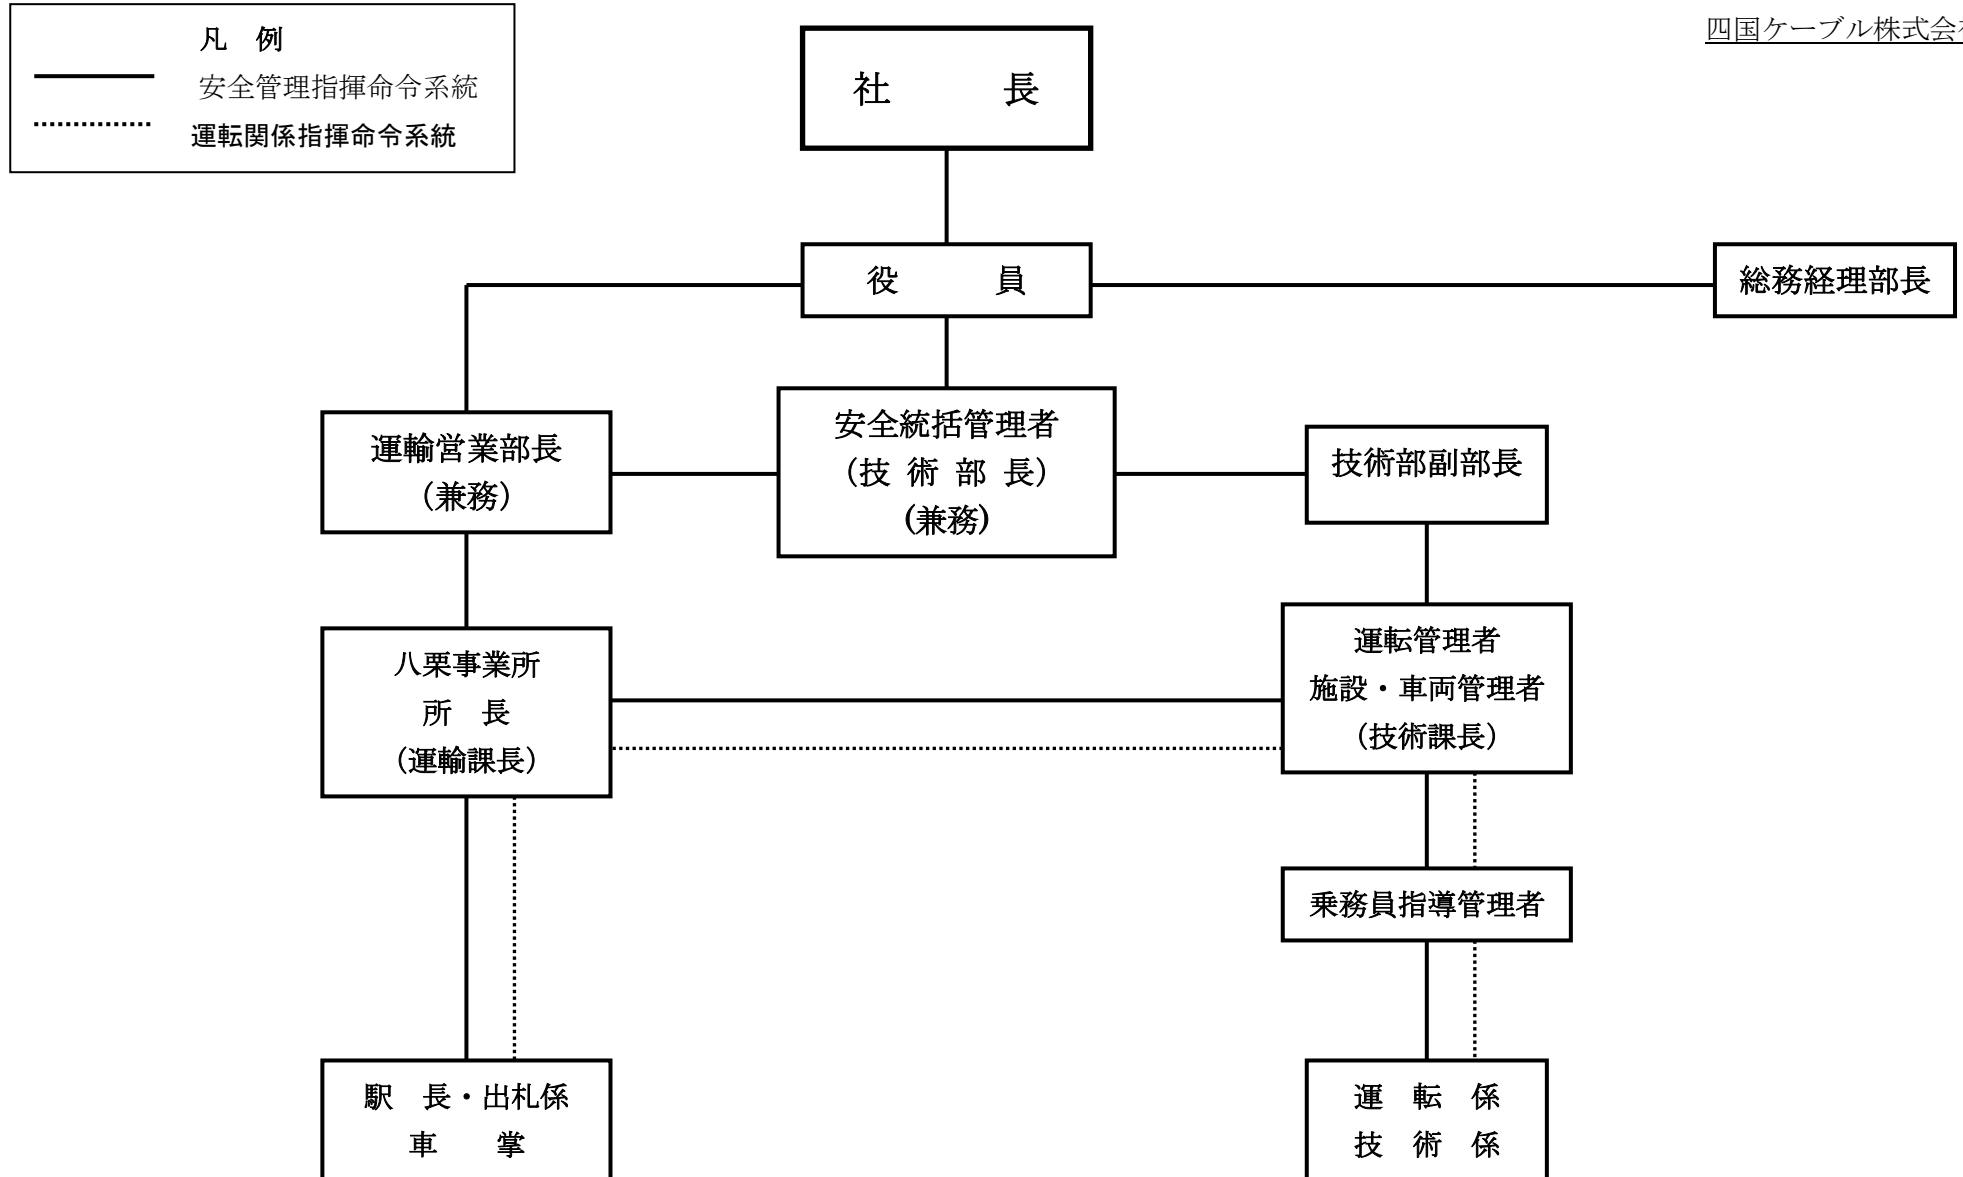 凡　例
安全管理指揮命令系統
運転関係指揮命令系統
四国ケーブル株式会
社　　　長
役　　　員
総務経理部長
運輸営業部長
（兼務）
安全統括管理者
（技 術 部 長）
（兼務）
技術部副部長
八栗事業所
所　長
（運輸課長）
運転管理者
施設・車両管理者
（技術課長）
乗務員指導管理者
駅　長・出札係
車　　掌
運　転　係
技　術　係